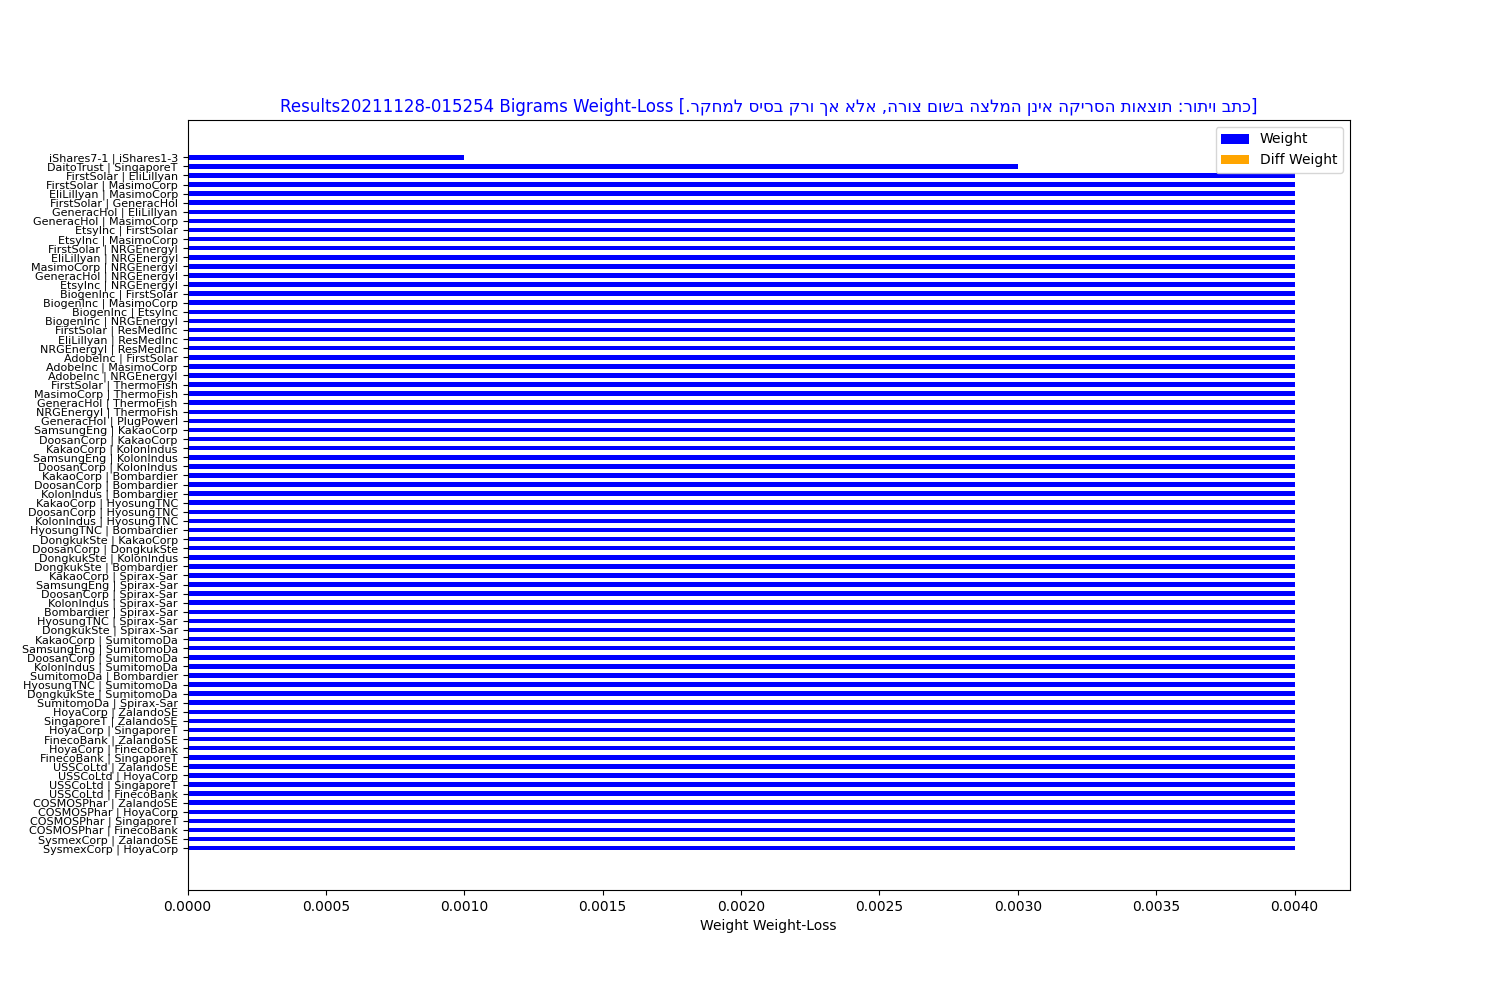 Results20211128-015254 Bigrams Weight-Loss [כתב ויתור: תוצאות הסריקה אינן המלצה בשום צורה, אלא אך ורק בסיס למחקר.]
Weight
Diff Weight
iShares7-1 | iShares1-3
DaitoTrust | SingaporeT
FirstSolar | EliLillyan
FirstSolar | MasimoCorp
EliLillyan | MasimoCorp
FirstSolar | GeneracHol
GeneracHol | EliLillyan
GeneracHol | MasimoCorp
EtsyInc | FirstSolar
EtsyInc | MasimoCorp
FirstSolar | NRGEnergyI
EliLillyan | NRGEnergyI
MasimoCorp | NRGEnergyI
GeneracHol | NRGEnergyI
EtsyInc | NRGEnergyI
BiogenInc | FirstSolar
BiogenInc | MasimoCorp
BiogenInc | EtsyInc
BiogenInc | NRGEnergyI
FirstSolar | ResMedInc
EliLillyan | ResMedInc
NRGEnergyI | ResMedInc
AdobeInc | FirstSolar
AdobeInc | MasimoCorp
AdobeInc | NRGEnergyI
FirstSolar | ThermoFish
MasimoCorp | ThermoFish
GeneracHol | ThermoFish
NRGEnergyI | ThermoFish
GeneracHol | PlugPowerI
SamsungEng | KakaoCorp
DoosanCorp | KakaoCorp
KakaoCorp | KolonIndus
SamsungEng | KolonIndus
DoosanCorp | KolonIndus
KakaoCorp | Bombardier
DoosanCorp | Bombardier
KolonIndus | Bombardier
KakaoCorp | HyosungTNC
DoosanCorp | HyosungTNC
KolonIndus | HyosungTNC
HyosungTNC | Bombardier
DongkukSte | KakaoCorp
DoosanCorp | DongkukSte
DongkukSte | KolonIndus
DongkukSte | Bombardier
KakaoCorp | Spirax-Sar
SamsungEng | Spirax-Sar
DoosanCorp | Spirax-Sar
KolonIndus | Spirax-Sar
Bombardier | Spirax-Sar
HyosungTNC | Spirax-Sar
DongkukSte | Spirax-Sar
KakaoCorp | SumitomoDa
SamsungEng | SumitomoDa
DoosanCorp | SumitomoDa
KolonIndus | SumitomoDa
SumitomoDa | Bombardier
HyosungTNC | SumitomoDa
DongkukSte | SumitomoDa
SumitomoDa | Spirax-Sar
HoyaCorp | ZalandoSE
SingaporeT | ZalandoSE
HoyaCorp | SingaporeT
FinecoBank | ZalandoSE
HoyaCorp | FinecoBank
FinecoBank | SingaporeT
USSCoLtd | ZalandoSE
USSCoLtd | HoyaCorp
USSCoLtd | SingaporeT
USSCoLtd | FinecoBank
COSMOSPhar | ZalandoSE
COSMOSPhar | HoyaCorp
COSMOSPhar | SingaporeT
COSMOSPhar | FinecoBank
SysmexCorp | ZalandoSE
SysmexCorp | HoyaCorp
0.0000 0.0005 0.0010 0.0015 0.0020 0.0025 0.0030 0.0035 0.0040
Weight Weight-Loss